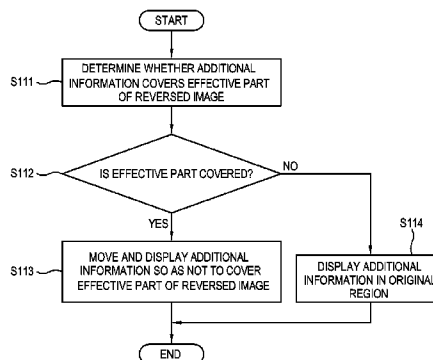 START
S111
DETERMINE WHETHER ADDITIONAL
INFORMATION COVERS EFFECTIVE PART
OF REVERSED IMAGE
S112
IS EFFECTIVE PART COVERED?
NO
YES
S113
MOVE AND DISPLAY ADDITIONAL
INFORMATION SO AS NOT TO COVER
EFFECTIVE PART OF REVERSED IMAGE
S114
DISPLAY ADDITIONAL
INFORMATION IN ORIGINAL
REGION
END